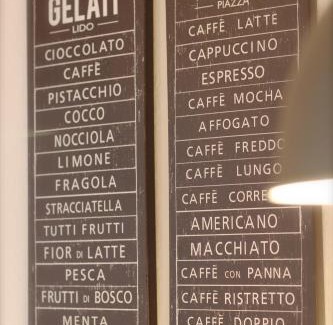 GELATI
LIDO
CIOCCOLATO
CAFFÈ
PISTACCHIO
COCCO
NOCCIOLA
LIMONE
FRAGOLA
STRACCIATELLA
TUTTI FRUTTI
FIOR DI LATTE
PESCA
FRUTTI DI BOSCO
MENTA
PIAZZA
CAFFÈ LATTE
CAPPUCCINO
ESPRESSO
CAFFÈ MOCHA
AFFOGATO
CAFFÈ FREDDO
CAFFÈ LUNGO
CAFFÈ CORRE
AMERICANO
MACCHIATO
CAFFÈ CON PANNA
CAFFÈ RISTRETTO
CAFFÈ DOPPIO